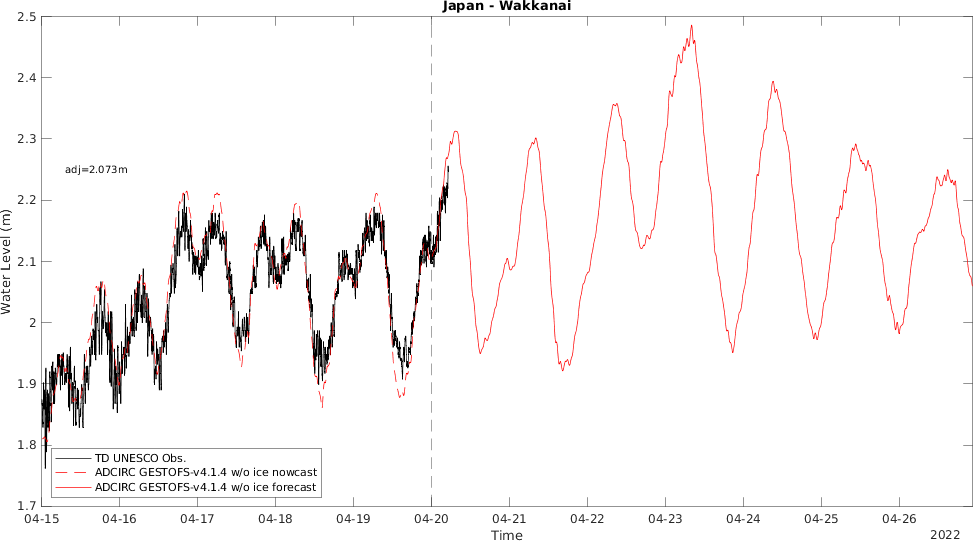 Japan - Wakkanai
2.5
2.4
2.3
2.2
2.1
2
1.9
1.8
1.7
Water Level (m)
adj=2.073m
TD UNESCO Obs.
ADCIRC GESTOFS-v4.1.4 w/o ice nowcast
ADCIRC GESTOFS-v4.1.4 w/o ice forecast
04-15 04-16 04-17 04-18 04-19 04-20 04-21 04-22 04-23 04-24 04-25 04-26
Time
2022